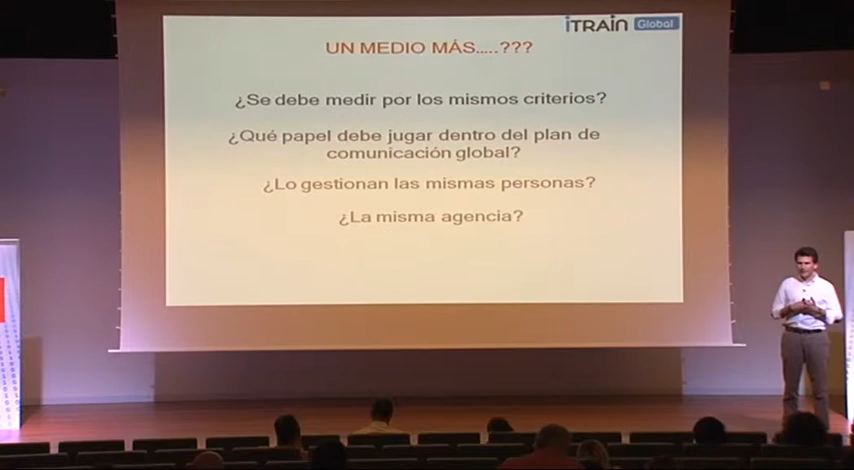 iTRAiN Global
UN MEDIO MÁS.....???
¿Se debe medir por los mismos criterios?
¿Qué papel debe jugar dentro del plan de
comunicación global?
¿Lo gestionan las mismas personas?
¿La misma agencia?